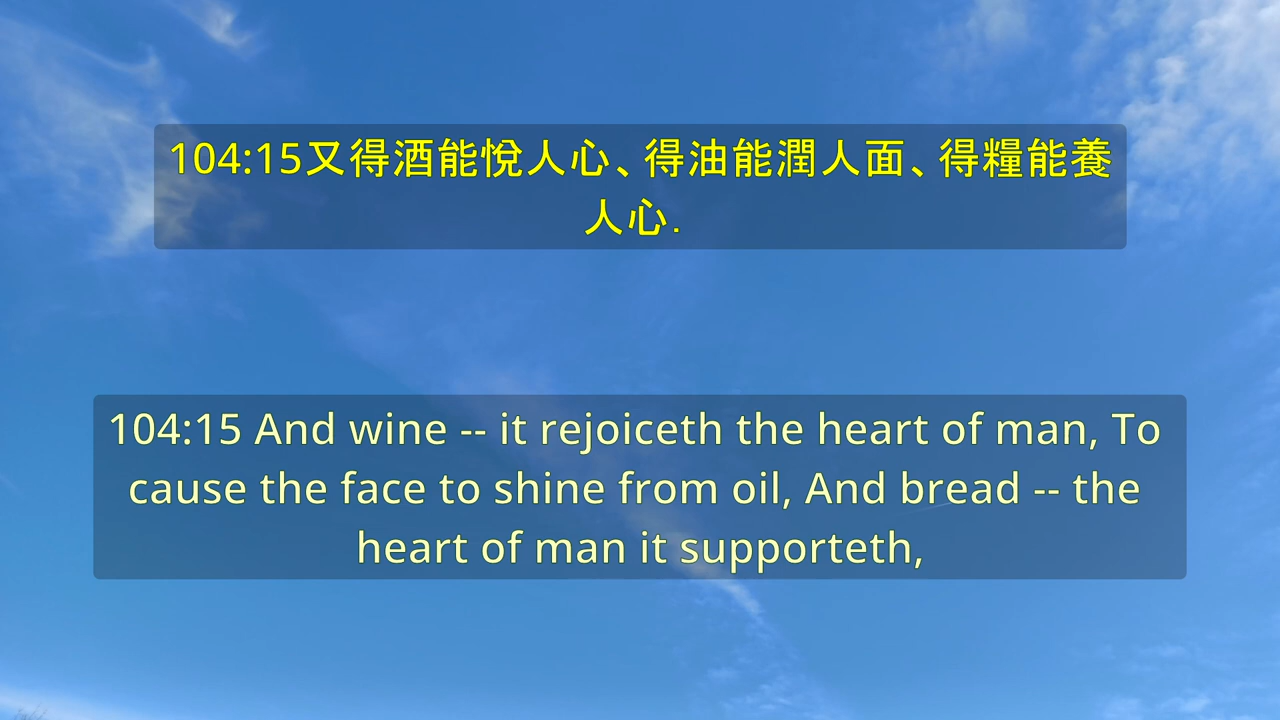 104:15又得酒能悅人心、得油能潤人面、得糧能養
人心.
104:15 And wine -- it rejoiceth the heart of man, To
cause the face to shine from oil, And bread -- the
heart of man it supporteth,